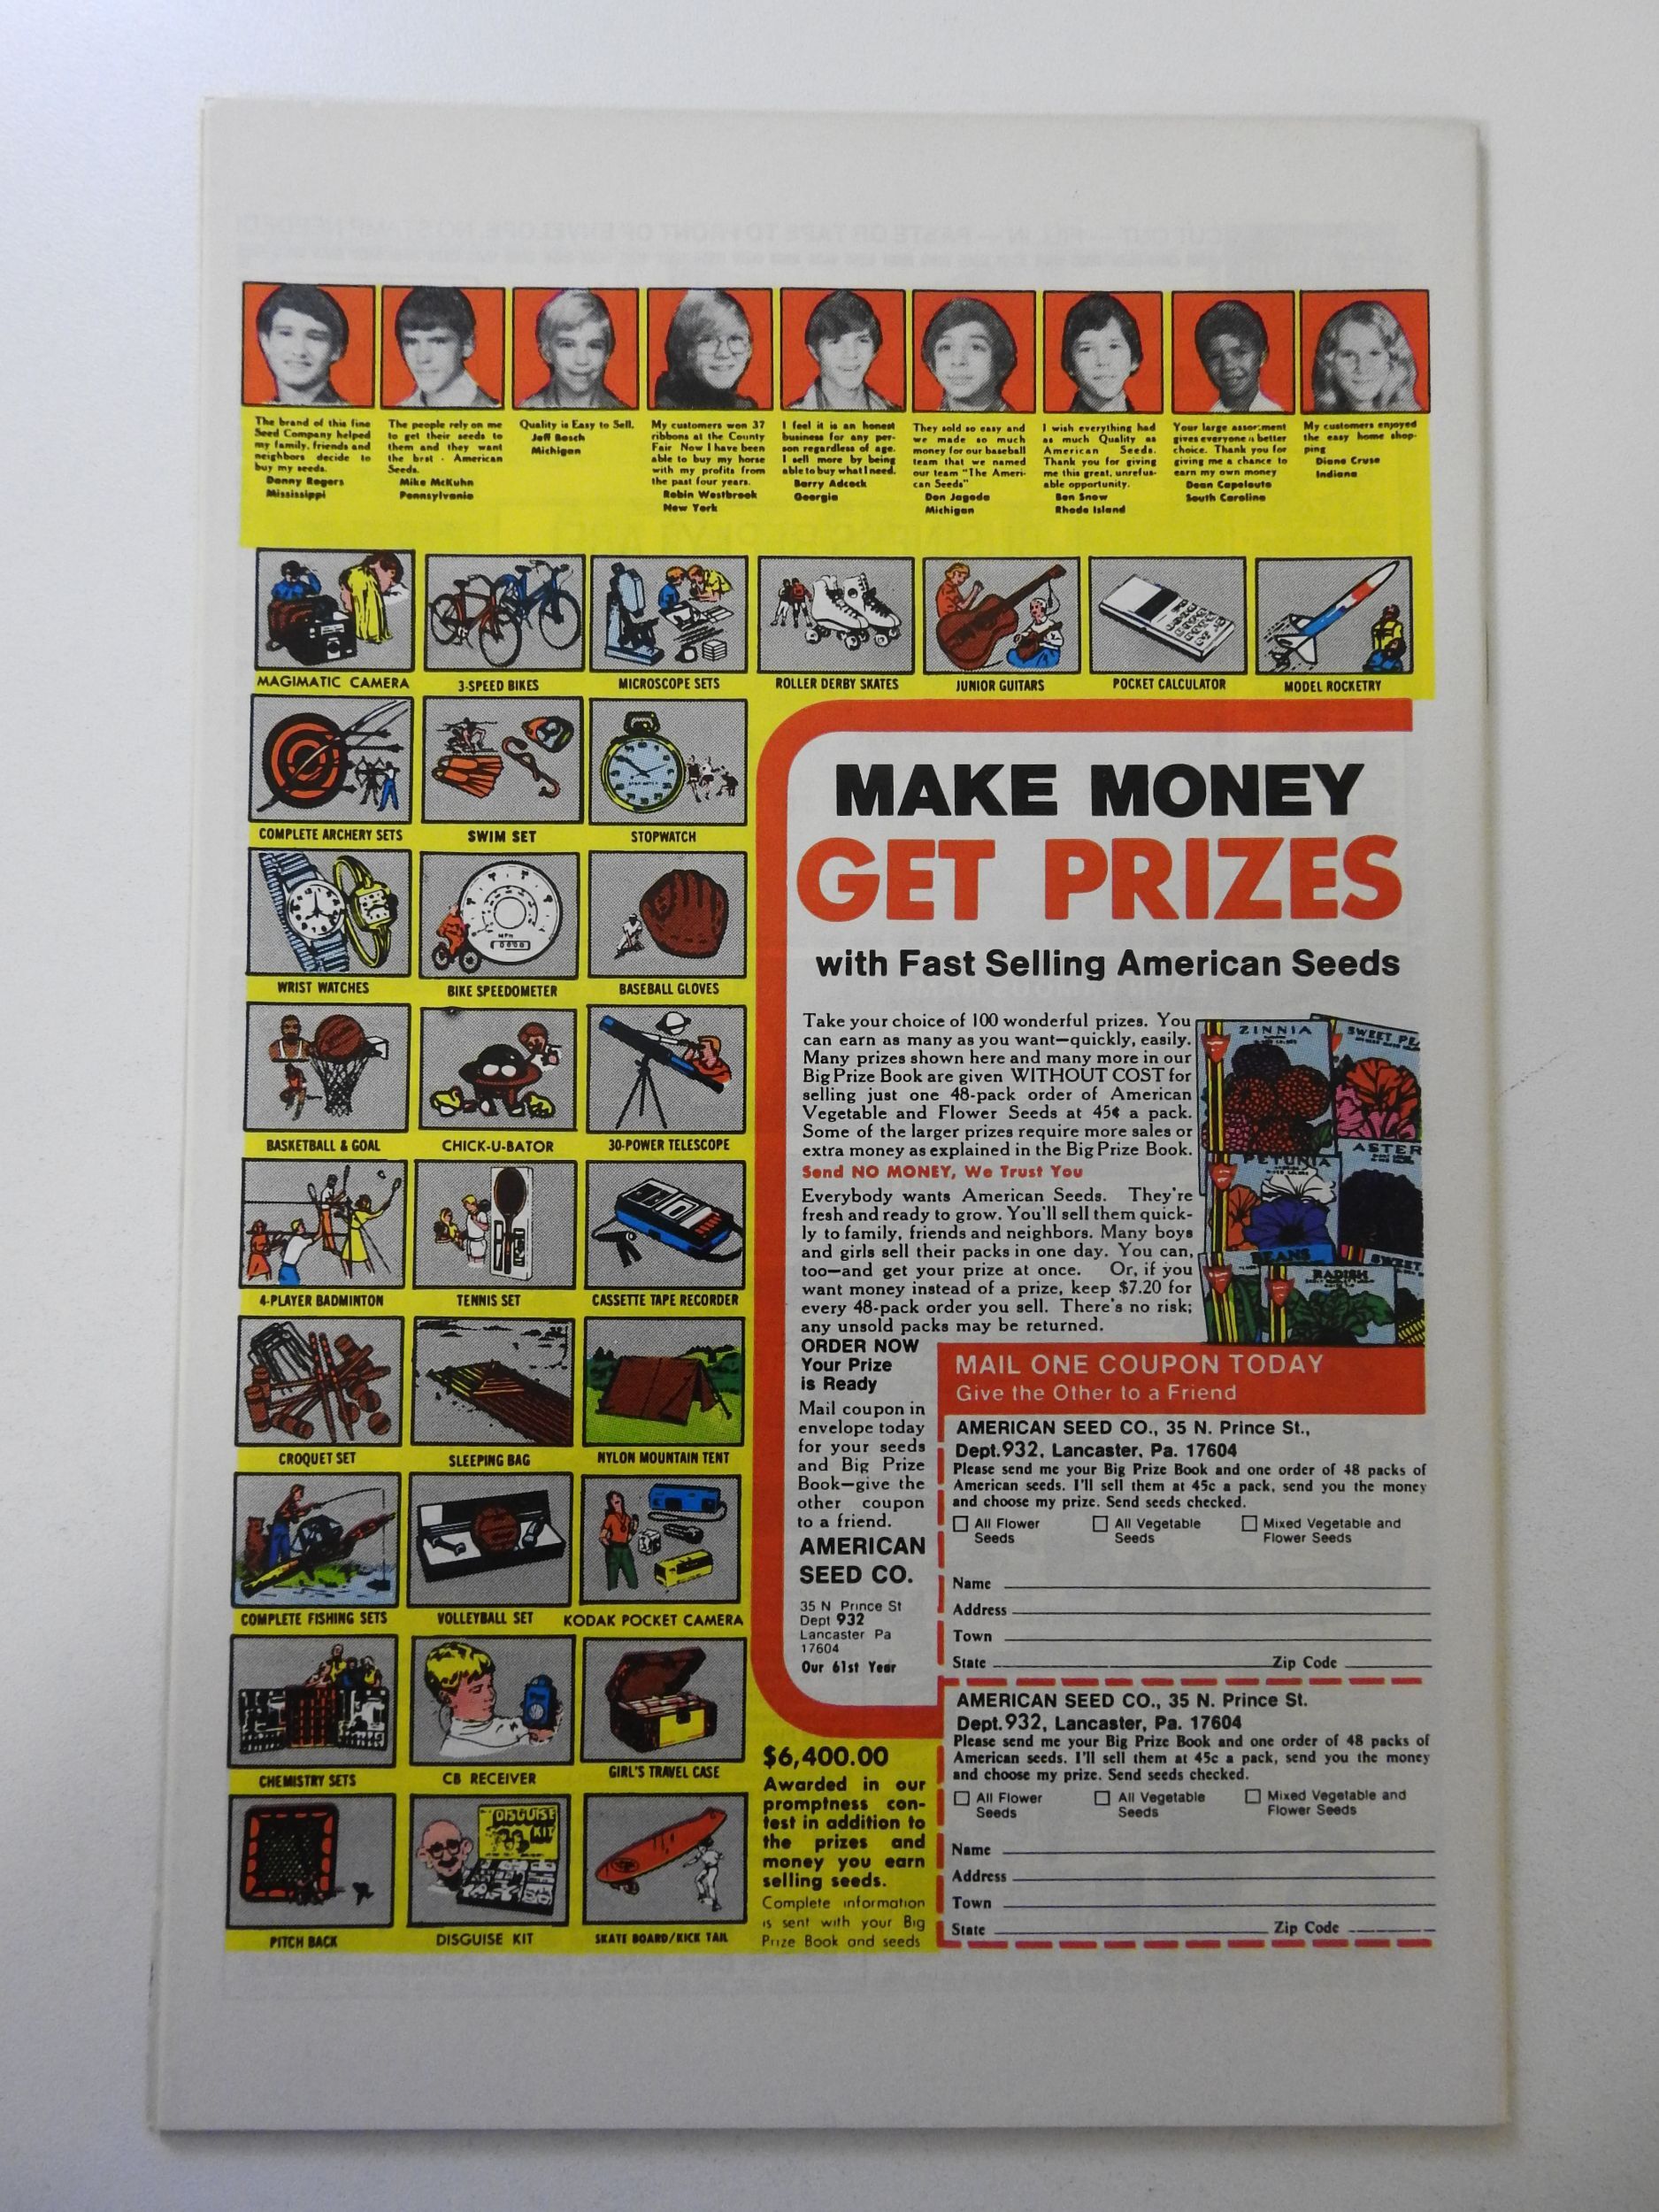 The brand of this fine
Seed Company helped
my family, friends and
neighbors decide to
buy my seeds.
Danny Rogers
Mississippi
The people rely on me
to get their seeds to
them and they want
the best - American
Seeds.
Mike McKuhn
Pennsylvania
Quality is Easy to Sell.
Jeff Bosch
Michigan
My customers won 37
ribbons at the County
Fair Now I have been
able to buy my horse
with my profits from
the past four years.
Robin Westbrook
New York
I feel it is an honest
business for any per-
son regardless of age.
I sell more by being
able to buy what I need.
Barry Adcock
Georgia
They sold so easy and
we made so much
money for our baseball
team that we named
our team "The Ameri-
can Seeds"
Don Jagoda
Michigan
I wish everything had
as much Quality as
American Seeds.
Thank you for giving
me this great, unrefus-
able opportunity.
Ben Snow
Rhode Island
Your large assortment
gives everyone a better
choice. Thank you for
giving me a chance to
earn my own money
Dean Capelouto
South Carolina
My customers enjoyed
the easy home shop-
ping
Diane Cruse
Indiana
MAGIMATIC CAMERA
3-SPEED BIKES
MICROSCOPE SETS
ROLLER DERBY SKATES
JUNIOR GUITARS
POCKET CALCULATOR
MODEL ROCKETRY
COMPLETE ARCHERY SETS
SWIM SET
STOPWATCH
WRIST WATCHES
BIKE SPEEDOMETER
BASEBALL GLOVES
BASKETBALL & GOAL
CHICK-U-BATOR
30-POWER TELESCOPE
4-PLAYER BADMINTON
TENNIS SET
CASSETTE TAPE RECORDER
CROQUET SET
SLEEPING BAG
NYLON MOUNTAIN TENT
COMPLETE FISHING SETS
VOLLEYBALL SET
KODAK POCKET CAMERA
CHEMISTRY SETS
CB RECEIVER
GIRL'S TRAVEL CASE
DISGUISE
KIT
PITCH BACK
DISGUISE KIT
SKATE BOARD/KICK TAIL
MAKE MONEY
GET PRIZES
with Fast Selling American Seeds
Take your choice of 100 wonderful prizes. You
can earn as many as you want—quickly, easily.
Many prizes shown here and many more in our
Big Prize Book are given WITHOUT COST for
selling just one 48-pack order of American
Vegetable and Flower Seeds at 45¢ a pack.
Some of the larger prizes require more sales or
extra money as explained in the Big Prize Book.
Send NO MONEY, We Trust You
Everybody wants American Seeds. They're
fresh and ready to grow. You'll sell them quick-
ly to family, friends and neighbors. Many boys
and girls sell their packs in one day. You can,
too—and get your prize at once. Or, if you
want money instead of a prize, keep $7.20 for
every 48-pack order you sell. There's no risk;
any unsold packs may be returned.
ZINNIA
SWEET PE
PETUNIA
ASTER
BEANS
SWEET
RADISH
ORDER NOW
Your Prize
is Ready
Mail coupon in
envelope today
for your seeds
and Big Prize
Book—give the
other coupon
to a friend.
AMERICAN
SEED CO.
35 N Prince St
Dept 932
Lancaster Pa
17604
Our 61st Year
$6,400.00
Awarded in our
promptness con-
test in addition to
the prizes and
money you earn
selling seeds.
Complete information
is sent with your Big
Prize Book and seeds
MAIL ONE COUPON TODAY
Give the Other to a Friend
AMERICAN SEED CO., 35 N. Prince St.,
Dept. 932, Lancaster, Pa. 17604
Please send me your Big Prize Book and one order of 48 packs of
American seeds. I'll sell them at 45c a pack, send you the money
and choose my prize. Send seeds checked.
All Flower Seeds
All Vegetable Seeds
Mixed Vegetable and Flower Seeds
Name
Address
Town
State Zip Code
AMERICAN SEED CO., 35 N. Prince St.
Dept. 932, Lancaster, Pa. 17604
Please send me your Big Prize Book and one order of 48 packs of
American seeds. I'll sell them at 45c a pack, send you the money
and choose my prize. Send seeds checked.
All Flower Seeds
All Vegetable Seeds
Mixed Vegetable and Flower Seeds
Name
Address
Town
State Zip Code